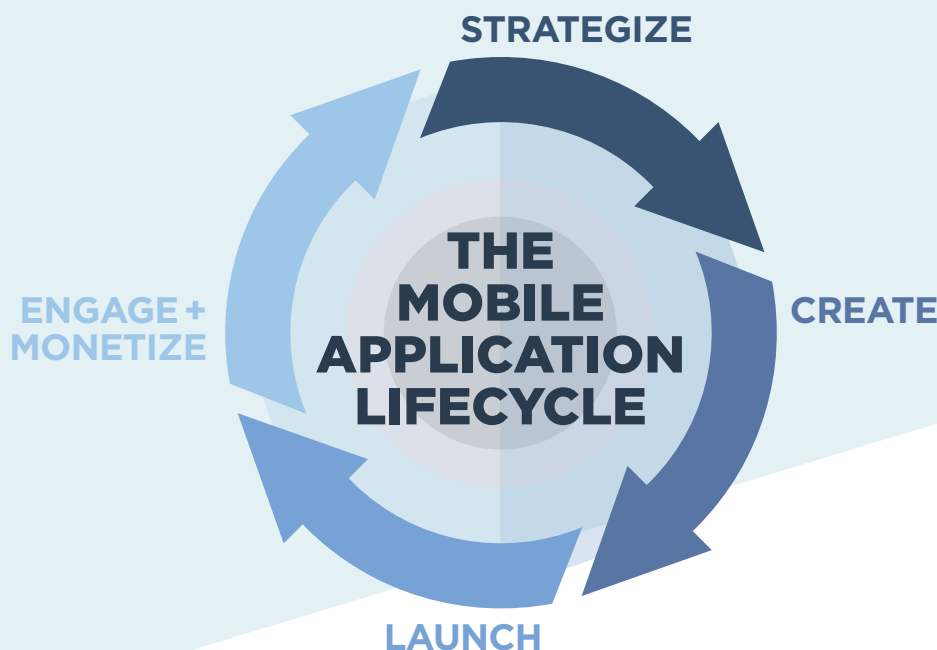 STRATEGIZE
THE
MOBILE
APPLICATION
LIFECYCLE
CREATE
LAUNCH
ENGAGE +
MONETIZE